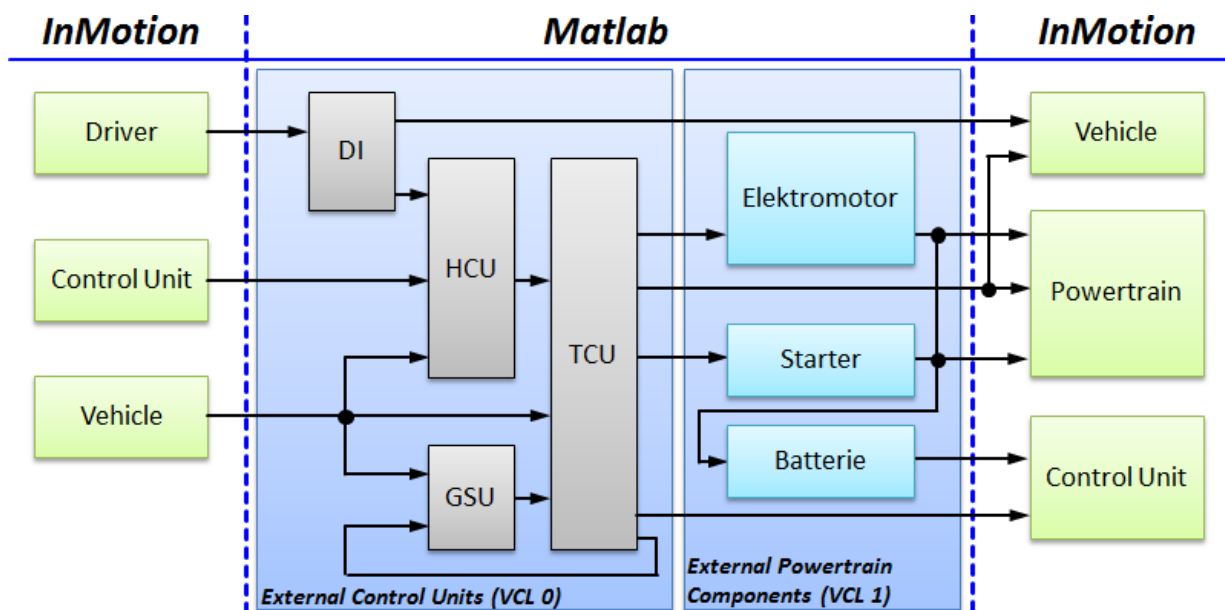 InMotion
Matlab
InMotion
Driver
DI
Vehicle
Elektromotor
HCU
Control Unit
Powertrain
TCU
Starter
Vehicle
Batterie
Control Unit
GSU
External Control Units (VCL 0)
External Powertrain
Components (VCL 1)